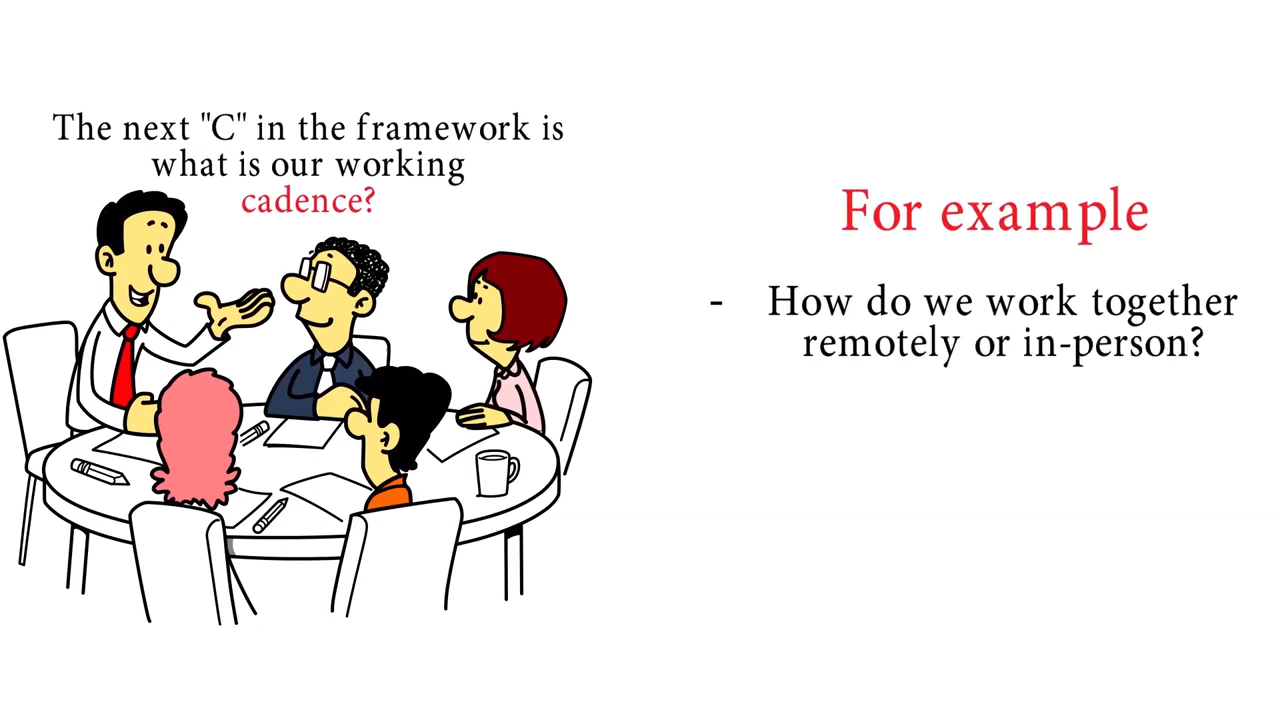 The next "C" in the framework is
what is our working
cadence?
For example
- How do we work together
remotely or in-person?